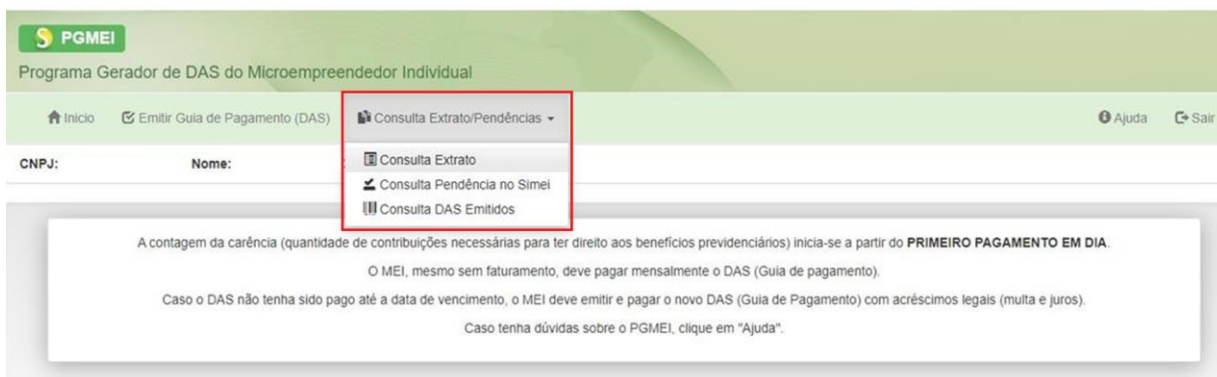 PGMEI
Programa Gerador de DAS do Microempreendedor Individual
Inicio Emitir Guia de Pagamento (DAS) Consulta Extrato/Pendências Ajuda Sair
CNPJ: Nome:
Consulta Extrato
Consulta Pendência no Simei
Consulta DAS Emitidos
A contagem da carência (quantidade de contribuições necessárias para ter direito aos benefícios previdenciários) inicia-se a partir do PRIMEIRO PAGAMENTO EM DIA.
O MEI, mesmo sem faturamento, deve pagar mensalmente o DAS (Guia de pagamento).
Caso o DAS não tenha sido pago até a data de vencimento, o MEI deve emitir e pagar o novo DAS (Guia de Pagamento) com acréscimos legais (multa e juros).
Caso tenha dúvidas sobre o PGMEI, clique em "Ajuda".